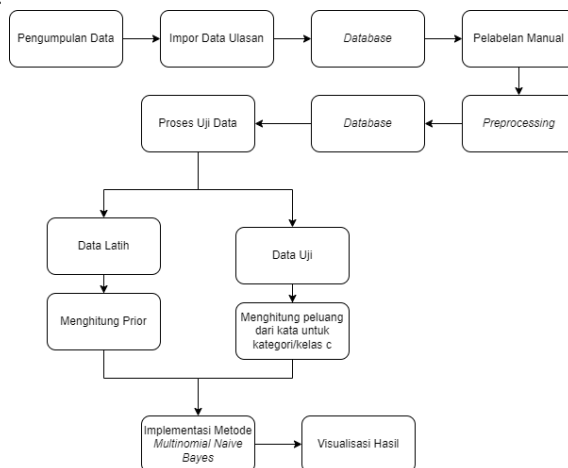 Pengumpulan Data
Impor Data Ulasan
Database
Pelabelan Manual
Proses Uji Data
Database
Preprocessing
Data Latih
Data Uji
Menghitung Prior
Menghitung peluang
dari kata untuk
kategori/kelas c
Implementasi Metode
Multinomial Naive
Bayes
Visualisasi Hasil